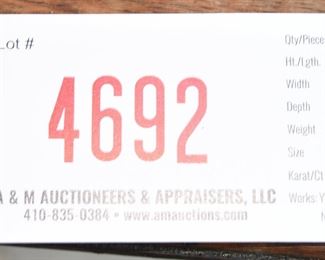 Lot #
4692
A & M AUCTIONEERS & APPRAISERS, LLC
410-835-0384 • www.amauctions.com
Qty/Piece
Ht./Lgth.
Width
Depth
Weight
Size
Karat/Ct
Works: Y
N